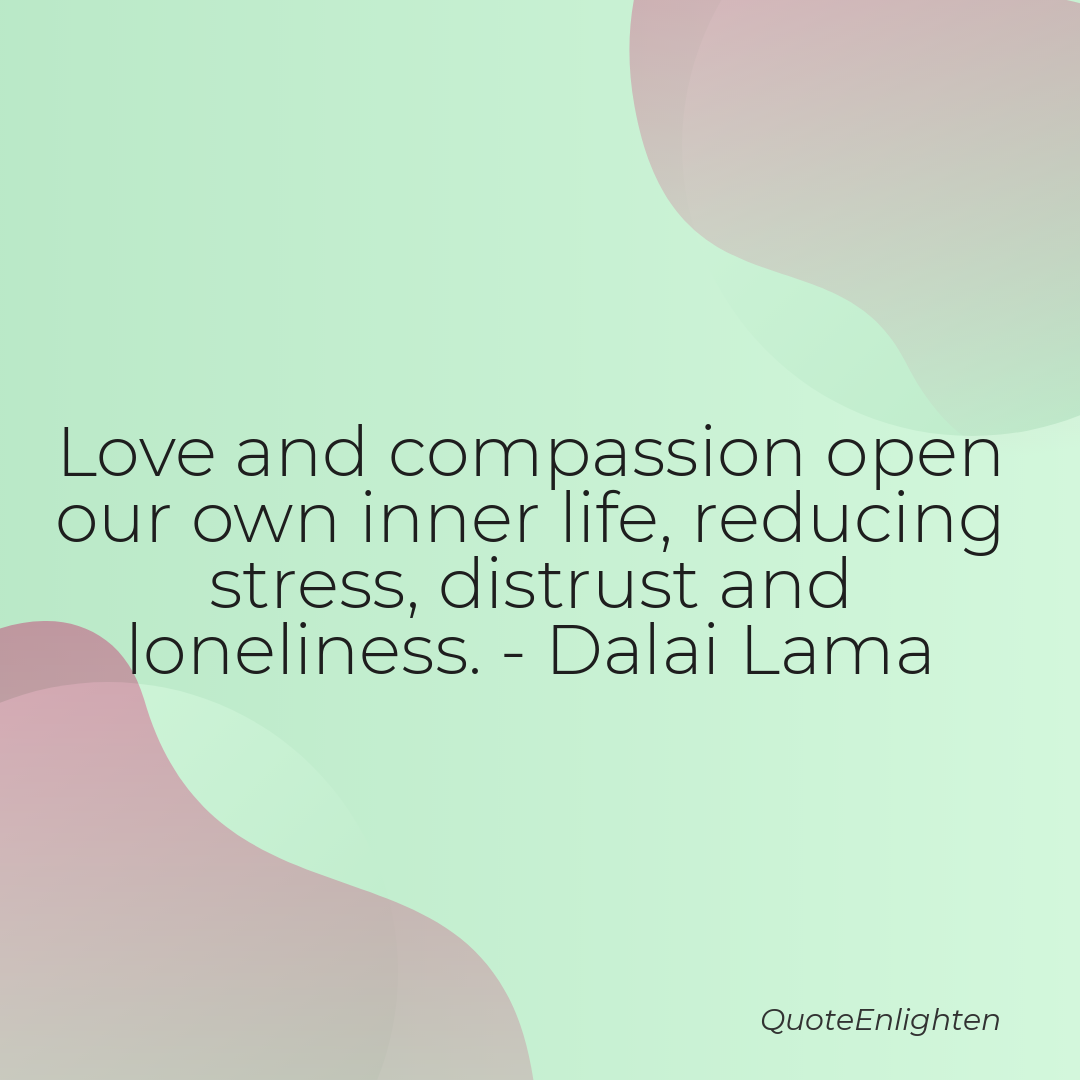 Love and compassion open
our own inner life, reducing
stress, distrust and
loneliness. - Dalai Lama
QuoteEnlighten